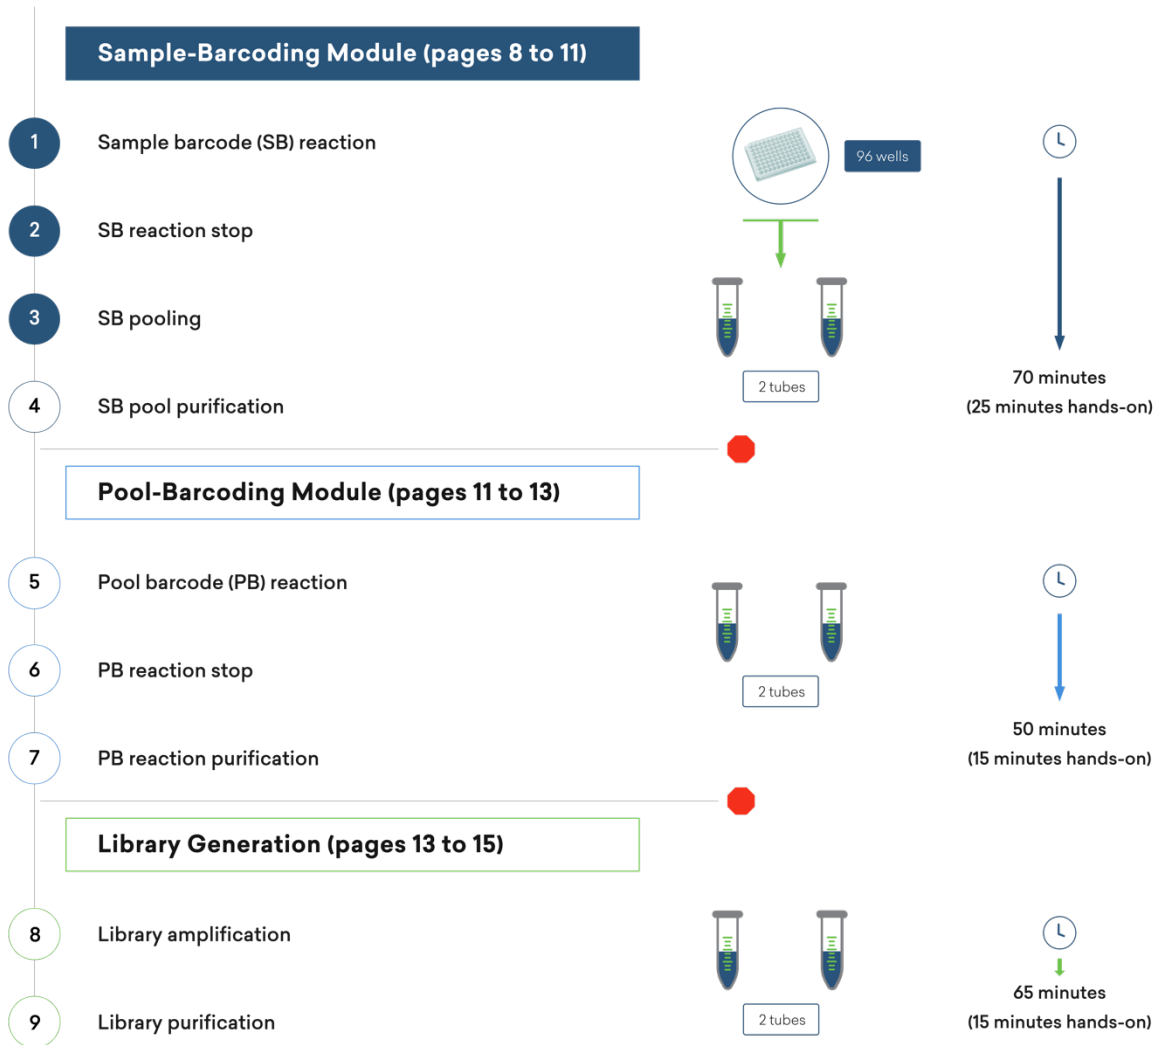 Sample-Barcoding Module (pages 8 to 11)
1
Sample barcode (SB) reaction
96 wells
2
SB reaction stop
3
SB pooling
70 minutes
2 tubes
4
SB pool purification
(25 minutes hands-on)
Pool-Barcoding Module (pages 11 to 13)
5
Pool barcode (PB) reaction
6
PB reaction stop
2 tubes
50 minutes
7
PB reaction purification
(15 minutes hands-on)
Library Generation (pages 13 to 15)
8
Library amplification
65 minutes
9
Library purification
2 tubes
(15 minutes hands-on)